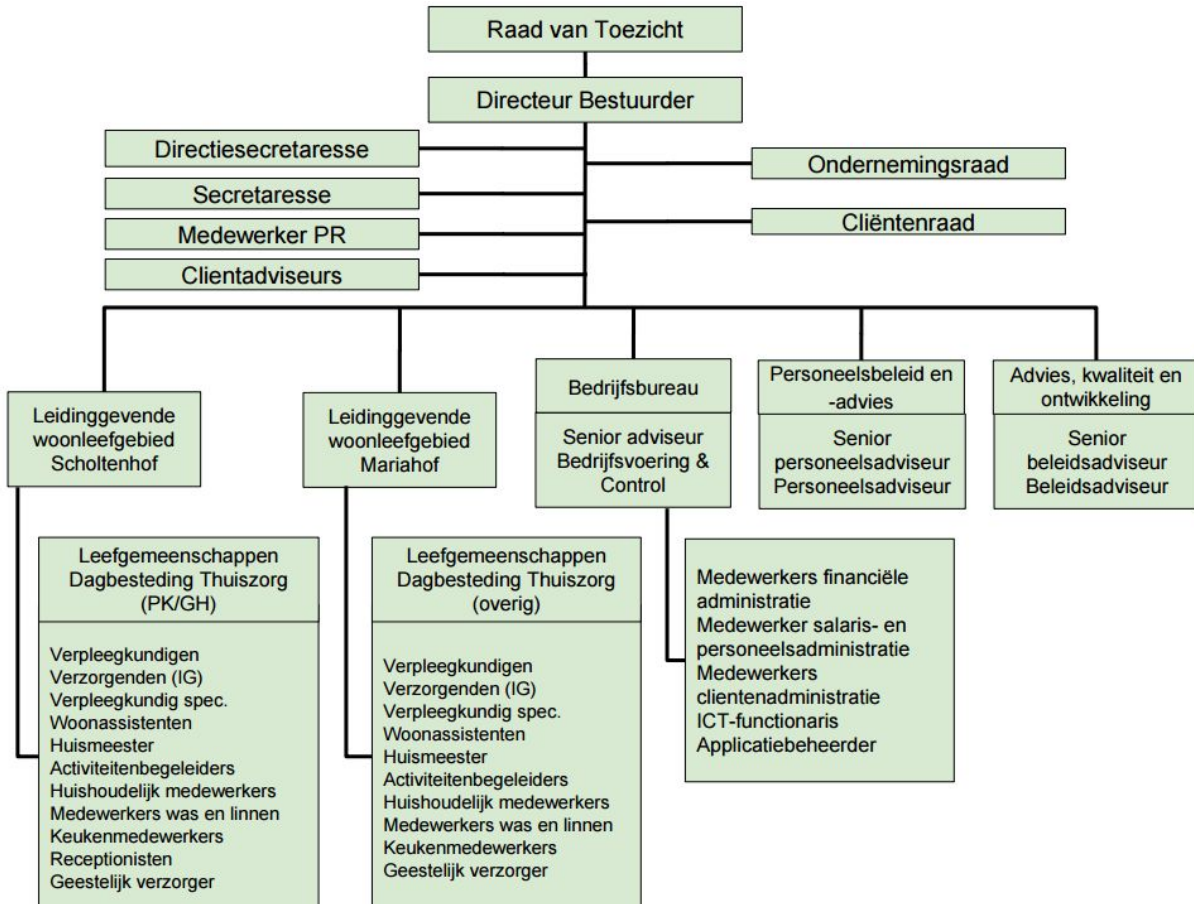 Raad van Toezicht
Directeur Bestuurder
Directiesecretaresse
Ondernemingsraad
Secretaresse
Cliëntenraad
Medewerker PR
Clientadviseurs
Leidinggevende
woonleefgebied
Scholtenhof
Leidinggevende
woonleefgebied
Mariahof
Bedrijfsbureau
Senior adviseur
Bedrijfsvoering &
Control
Personeelsbeleid en
-advies
Senior
personeelsadviseur
Personeelsadviseur
Advies, kwaliteit en
ontwikkeling
Senior
beleidsadviseur
Beleidsadviseur
Leefgemeenschappen
Dagbesteding Thuiszorg
(PK/GH)
Verpleegkundigen
Verzorgenden (IG)
Verpleegkundig spec.
Woonassistenten
Huismeester
Activiteitenbegeleiders
Huishoudelijk medewerkers
Medewerkers was en linnen
Keukenmedewerkers
Receptionisten
Geestelijk verzorger
Leefgemeenschappen
Dagbesteding Thuiszorg
(overig)
Verpleegkundigen
Verzorgenden (IG)
Verpleegkundig spec.
Woonassistenten
Huismeester
Activiteitenbegeleiders
Huishoudelijk medewerkers
Medewerkers was en linnen
Keukenmedewerkers
Geestelijk verzorger
Medewerkers financiële
administratie
Medewerker salaris- en
personeelsadministratie
Medewerkers
clientenadministratie
ICT-functionaris
Applicatiebeheerder